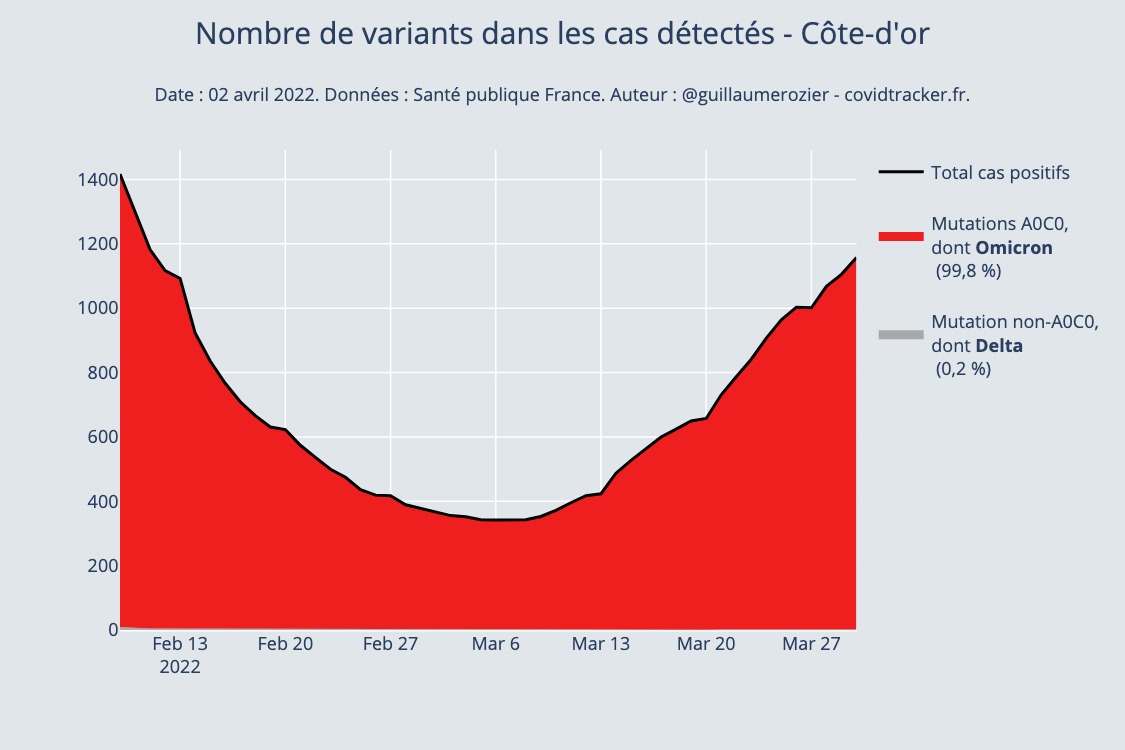 Nombre de variants dans les cas détectés - Côte-d'or
Date : 02 avril 2022. Données : Santé publique France. Auteur : @guillaumerozier - covidtracker.fr.
1400
1200
1000
800
600
400
200
0
Feb 13
2022
Feb 20
Feb 27
Mar 6
Mar 13
Mar 20
Mar 27
Total cas positifs
Mutations A0C0,
dont Omicron
(99,8 %)
Mutation non-A0C0,
dont Delta
(0,2 %)